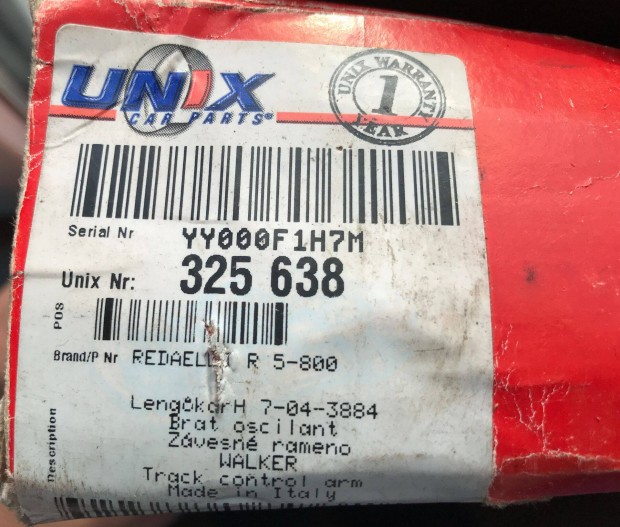 UNIX
CAR PARTS®
UNIX WARRANTY
1
YEAR
Serial Nr YY000F1H7M
Unix Nr: 325 638
POS
Brand/P Nr REDAELLI R 5-800
Description
LengőkarH 7-04-3884
Brat oscilant
Závesné rameno
WALKER
Track control arm
Made in Italy